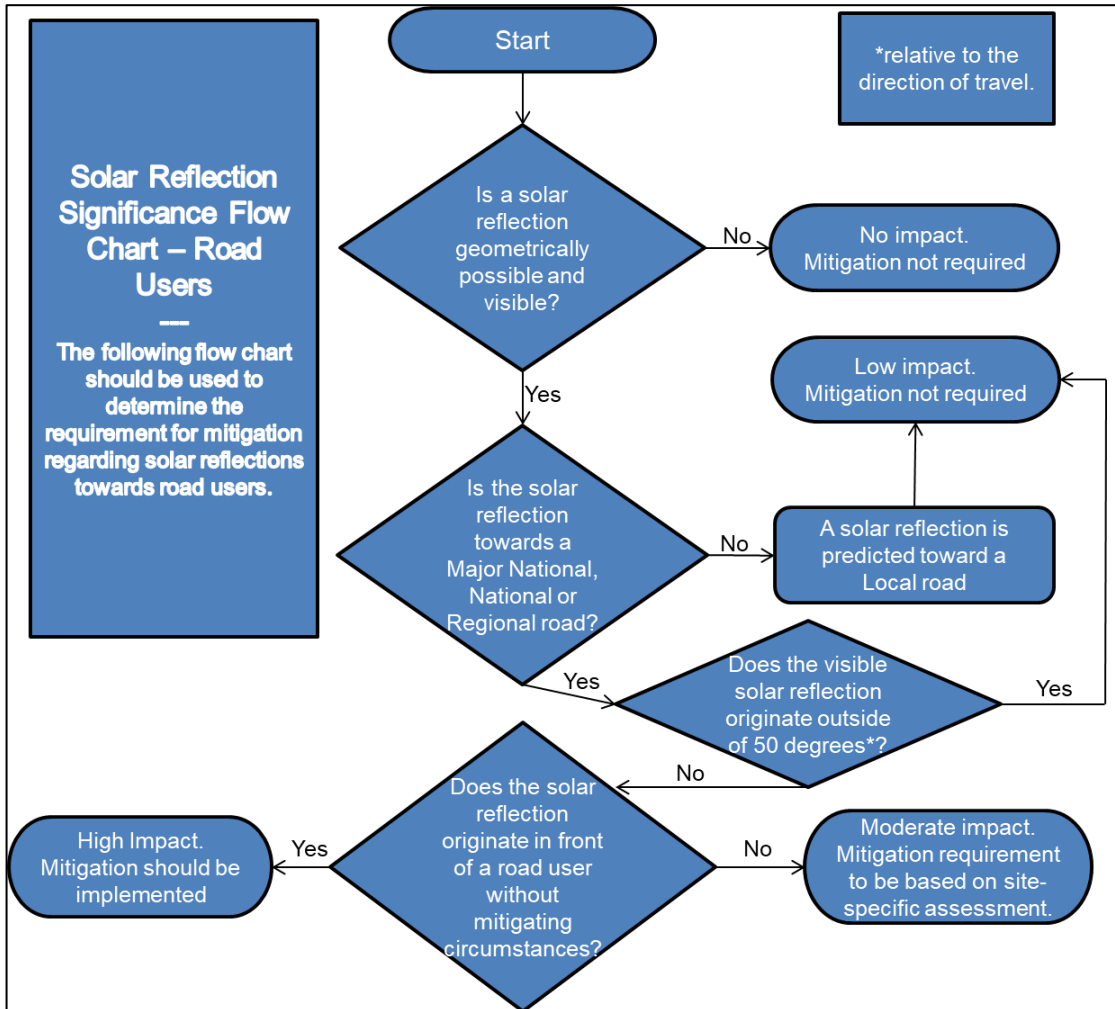 Solar Reflection
Significance Flow
Chart – Road
Users
---
The following flow chart
should be used to
determine the
requirement for mitigation
regarding solar reflections
towards road users.
Start
*relative to the
direction of travel.
Is a solar
reflection
geometrically
possible and
visible?
No
No impact.
Mitigation not required
Yes
Low impact.
Mitigation not required
Is the solar
reflection
towards a
Major National,
National or
Regional road?
No
A solar reflection is
predicted toward a
Local road
Yes
Does the visible
solar reflection
originate outside
of 50 degrees*?
Yes
No
Does the solar
reflection
originate in front
of a road user
without
mitigating
circumstances?
Yes
High Impact.
Mitigation should be
implemented
No
Moderate impact.
Mitigation requirement
to be based on site-
specific assessment.